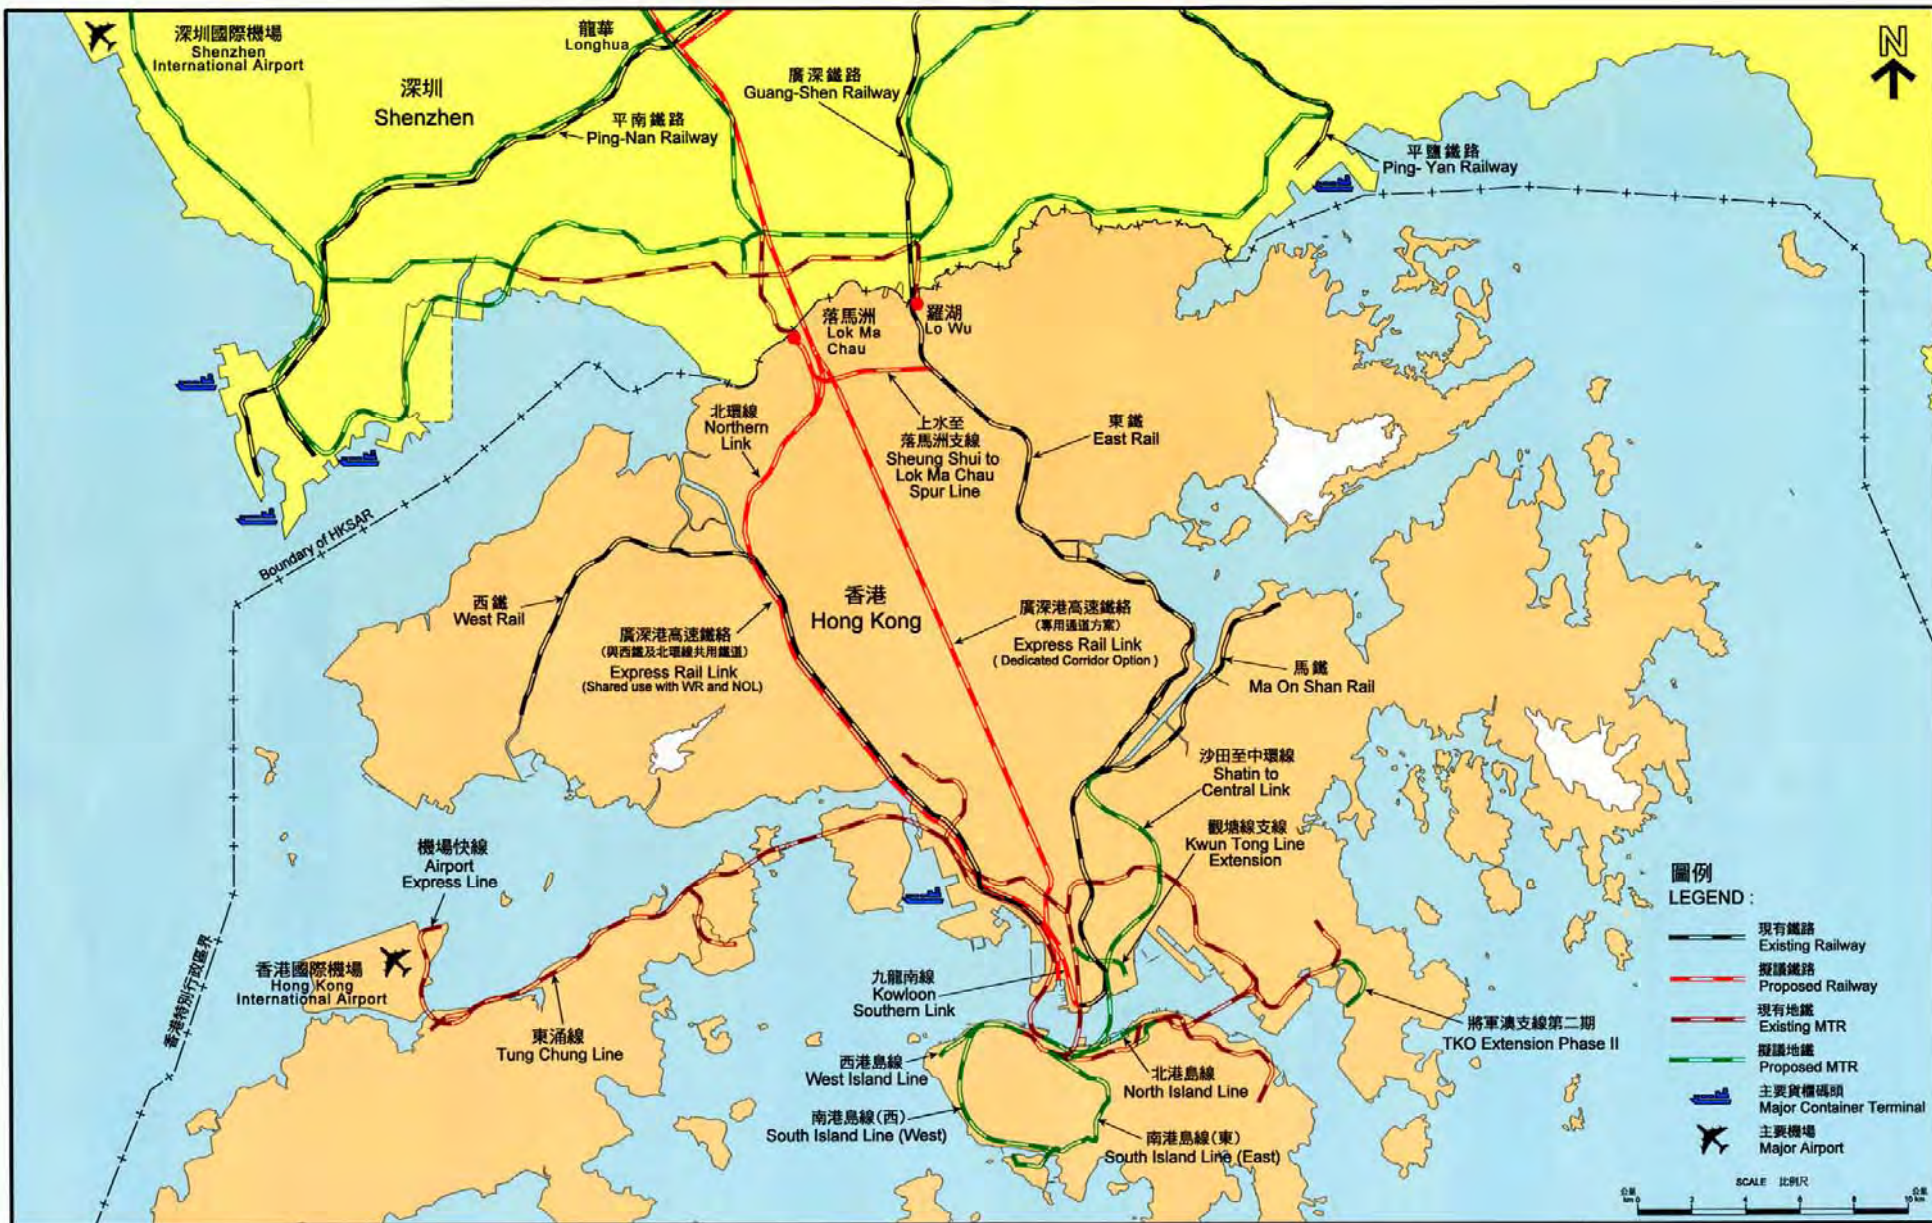 深圳國際機場
Shenzhen
International Airport
龍華
Longhua
N
深圳
Shenzhen
廣深鐵路
Guang-Shen Railway
平南鐵路
Ping-Nan Railway
平鹽鐵路
Ping- Yan Railway
落馬洲
Lok Ma
Chau
羅湖
Lo Wu
北環線
Northern
Link
上水至
落馬洲支線
Sheung Shui to
Lok Ma Chau
Spur Line
東鐵
East Rail
Boundary of HKSAR
西鐵
West Rail
香港
Hong Kong
廣深港高速鐵絡
(與西鐵及北環線共用鐵道)
Express Rail Link
(Shared use with WR and NOL)
廣深港高速鐵絡
(專用通道方案)
Express Rail Link
( Dedicated Corridor Option )
馬鐵
Ma On Shan Rail
沙田至中環線
Shatin to
Central Link
觀塘線支線
Kwun Tong Line
Extension
機場快線
Airport
Express Line
香港國際機場
Hong Kong
International Airport
香港特別行政區界
東涌線
Tung Chung Line
九龍南線
Kowloon
Southern Link
西港島線
West Island Line
南港島線(西)
South Island Line (West)
北港島線
North Island Line
南港島線(東)
South Island Line (East)
將軍澳支線第二期
TKO Extension Phase II
圖例
LEGEND :
現有鐵路
Existing Railway
擬議鐵路
Proposed Railway
現有地鐵
Existing MTR
擬議地鐵
Proposed MTR
主要貨櫃碼頭
Major Container Terminal
主要機場
Major Airport
SCALE 比例尺
公里
km 0 2 4 6 8 10 km
公里